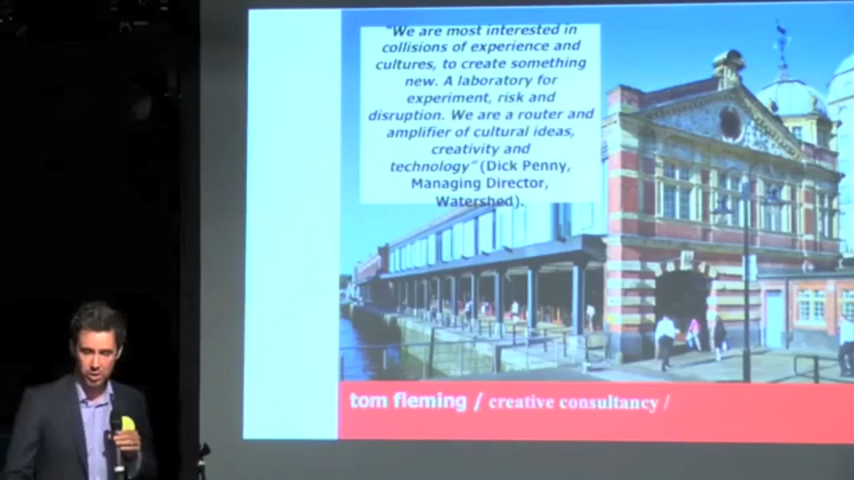 "We are most interested in
collisions of experience and
cultures, to create something
new. A laboratory for
experiment, risk and
disruption. We are a router and
amplifier of cultural ideas,
creativity and
technology" (Dick Penny,
Managing Director,
Watershed).
tom fleming / creative consultancy /